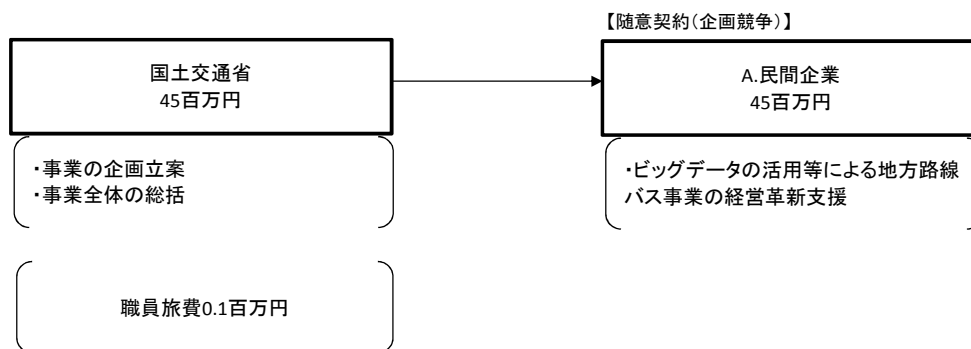 【随意契約(企画競争)】
国土交通省
45百万円
A.民間企業
45百万円
・事業の企画立案
・事業全体の総括
・ビッグデータの活用等による地方路線
バス事業の経営革新支援
職員旅費0.1百万円